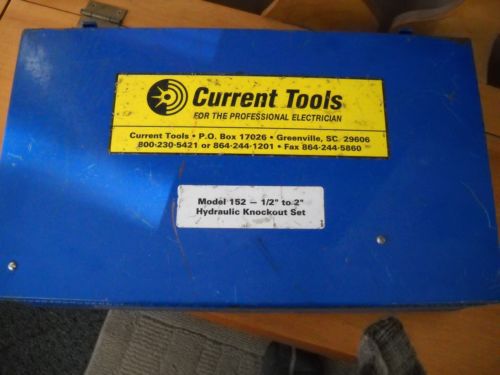 Current Tools
FOR THE PROFESSIONAL ELECTRICIAN
Current Tools • P.O. Box 17026 • Greenville, SC 29606
800-230-5421 or 864-244-1201 • Fax 864-244-5860
Model 152 – 1/2" to 2"
Hydraulic Knockout Set